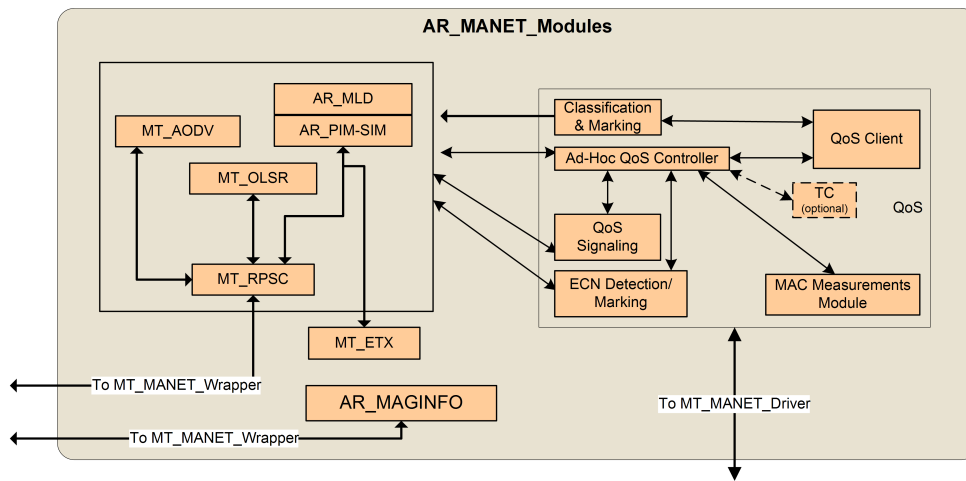 AR_MANET_Modules
AR_MLD
AR_PIM-SIM
MT_AODV
MT_OLSR
MT_RPSC
MT_ETX
To MT_MANET_Wrapper
AR_MAGINFO
To MT_MANET_Wrapper
Classification
& Marking
QoS Client
Ad-Hoc QoS Controller
TC
(optional)
QoS
QoS
Signaling
ECN Detection/
Marking
MAC Measurements
Module
To MT_MANET_Driver